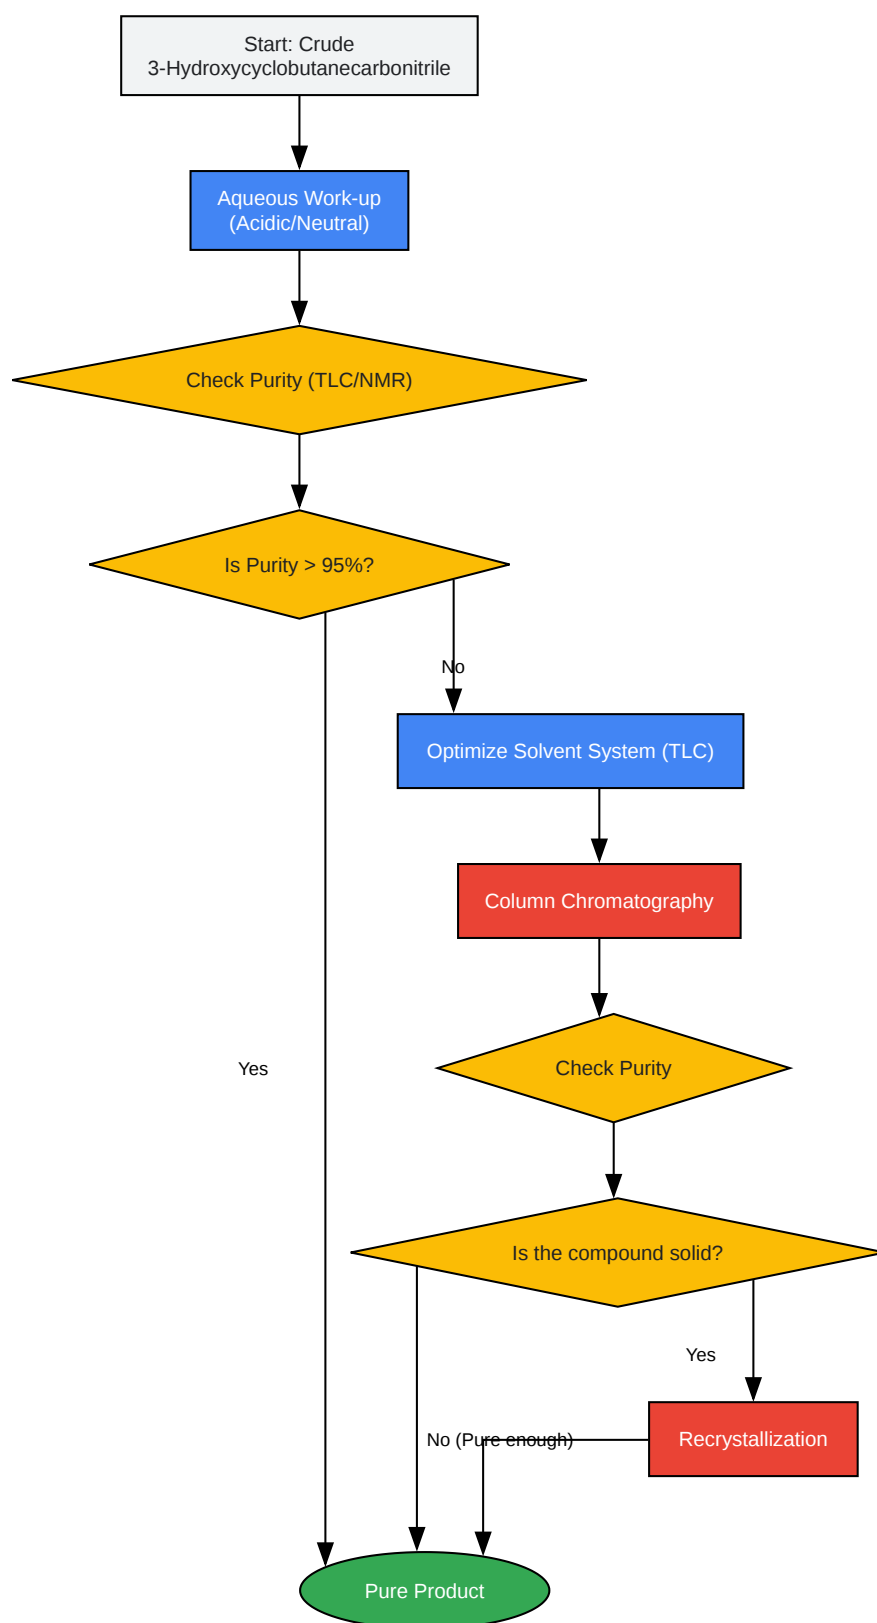 Start: Crude
3-Hydroxycyclobutanecarbonitrile
Aqueous Work-up
(Acidic/Neutral)
Check Purity (TLC/NMR)
Is Purity > 95%?
No
Optimize Solvent System (TLC)
Column Chromatography
Yes
Check Purity
Is the compound solid?
Yes
No (Pure enough)
Recrystallization
Pure Product